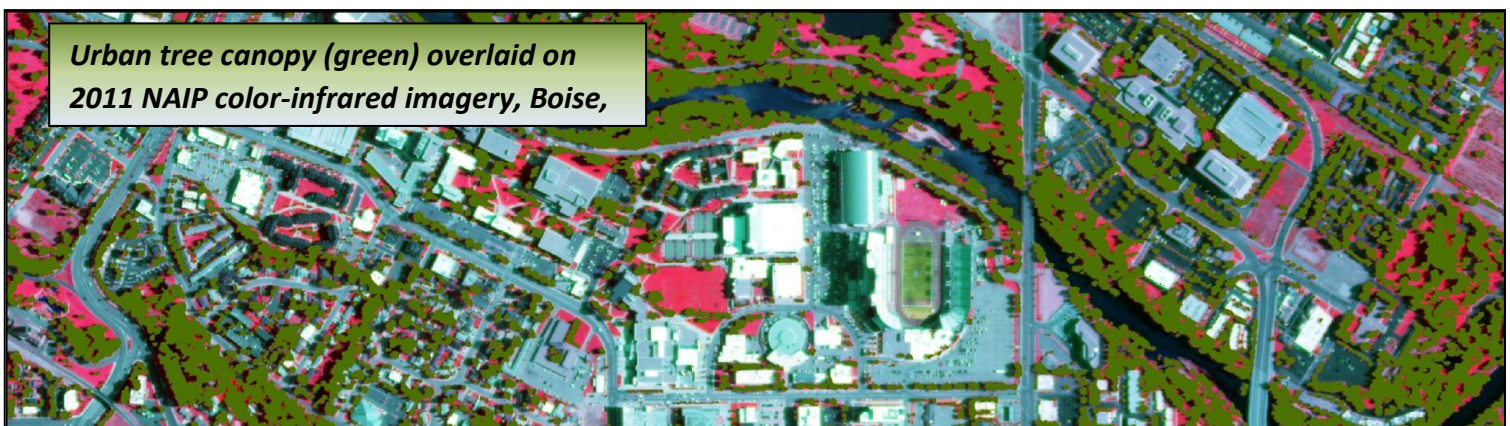 Urban tree canopy (green) overlaid on
2011 NAIP color-infrared imagery, Boise,